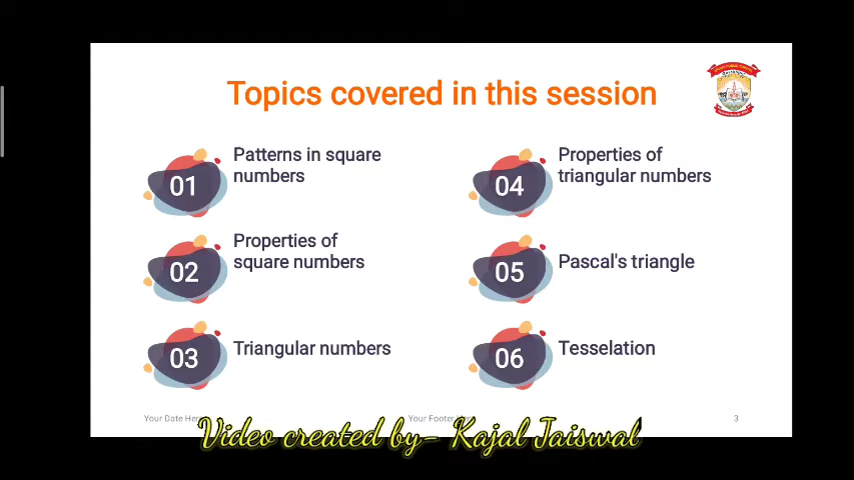 Topics covered in this session
01
Patterns in square
numbers
02
Properties of
square numbers
03
Triangular numbers
04
Properties of
triangular numbers
05
Pascal's triangle
06
Tesselation
Your Date Here
Your Footer Here
3
Video created by- Kajal Jaiswal